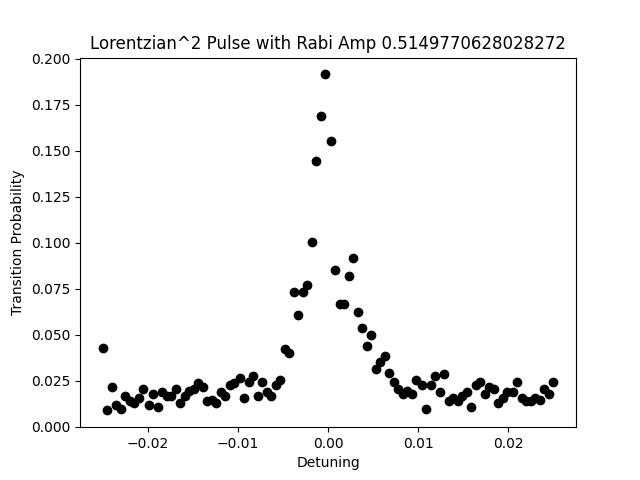 Lorentzian^2 Pulse with Rabi Amp 0.5149770628028272
0.200
0.175
0.150
0.125
0.100
0.075
0.050
0.025
0.000
Transition Probability
−0.02 −0.01 0.00 0.01 0.02
Detuning